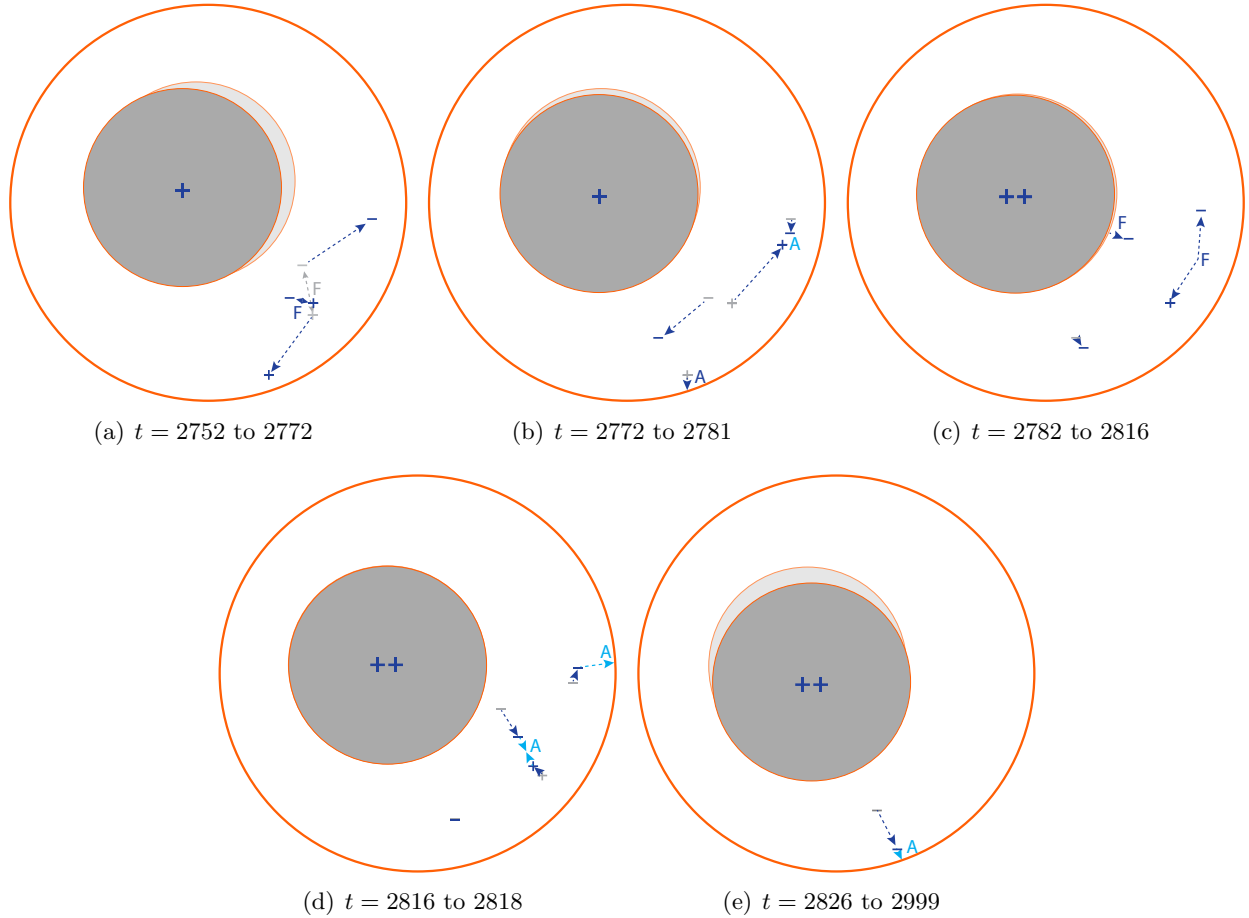 +
F
F
(a) t = 2752 to 2772
+
A
A
(b) t = 2772 to 2781
++
F
F
(c) t = 2782 to 2816
++
A
A
(d) t = 2816 to 2818
++
A
(e) t = 2826 to 2999